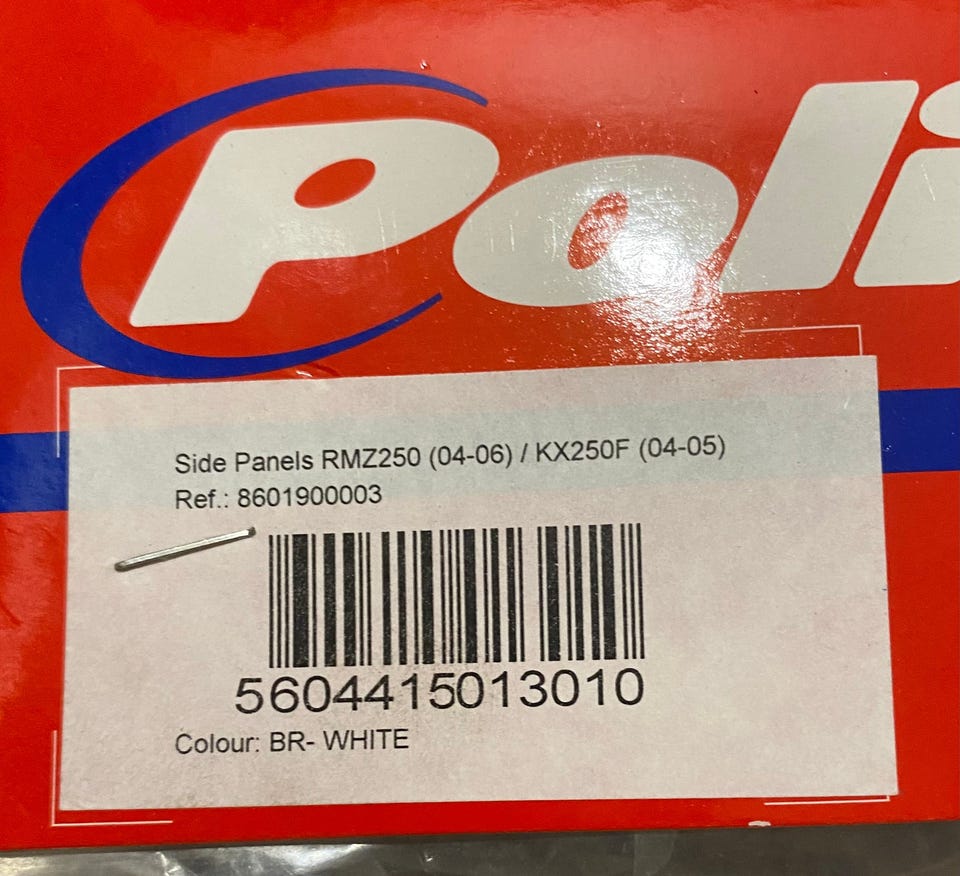 Poli
Side Panels RMZ250 (04-06) / KX250F (04-05)
Ref.: 8601900003
5604415013010
Colour: BR- WHITE